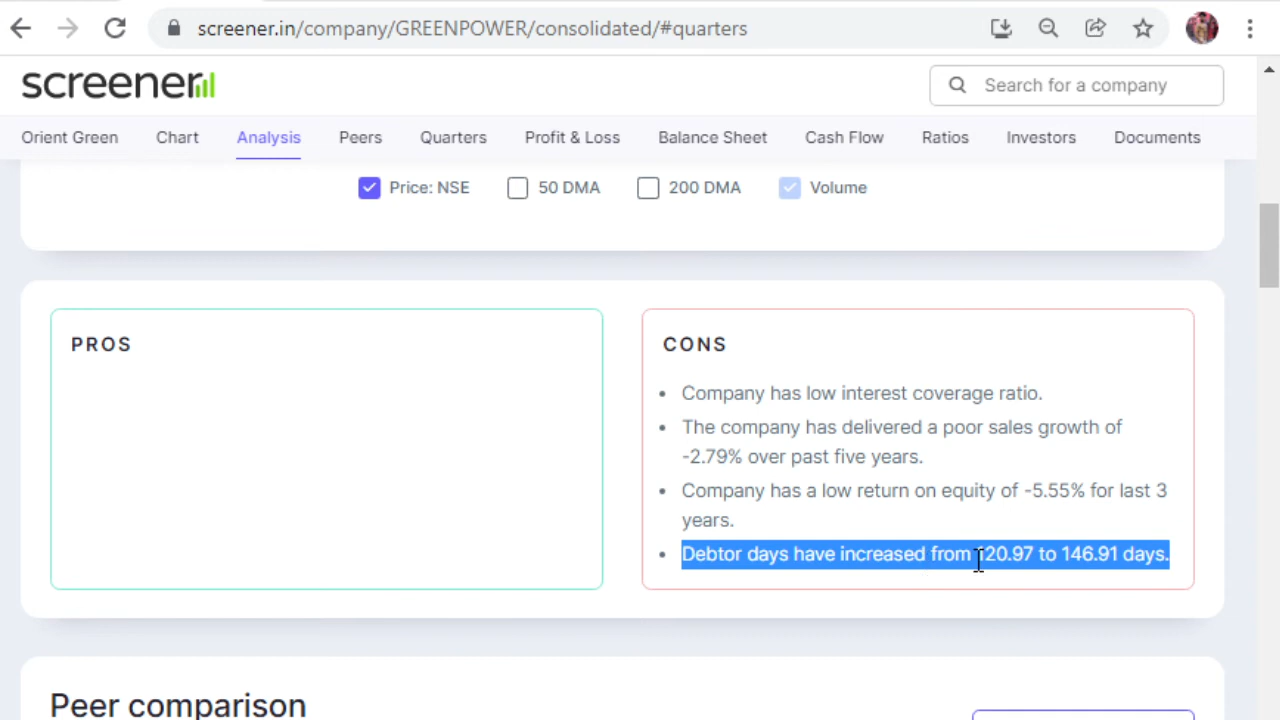 screener.in/company/GREENPOWER/consolidated/#quarters
screener
Search for a company
Orient Green Chart Analysis Peers Quarters Profit & Loss Balance Sheet Cash Flow Ratios Investors Documents
Price: NSE 50 DMA 200 DMA Volume
PROS
CONS
• Company has low interest coverage ratio.
• The company has delivered a poor sales growth of
-2.79% over past five years.
• Company has a low return on equity of -5.55% for last 3
years.
• Debtor days have increased from 120.97 to 146.91 days.
Peer comparison